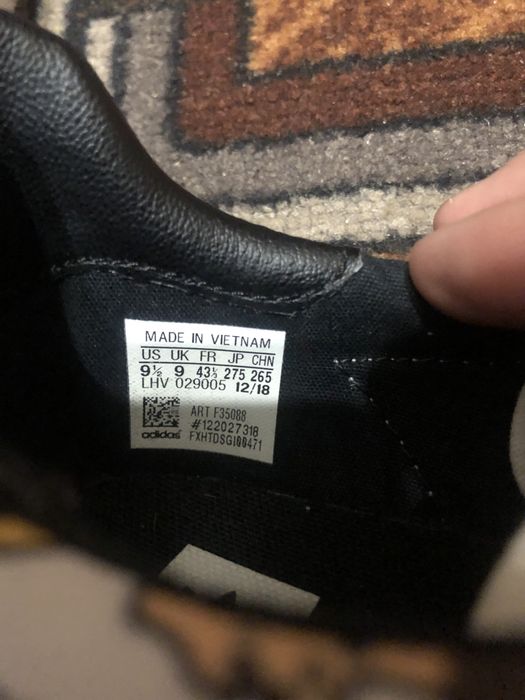 MADE IN VIETNAM
US UK FR JP CHN
9½ 9 43⅓ 275 265
LHV 029005 12/18
ART F35088
#122027318
FXHTDSGI00471
adidas